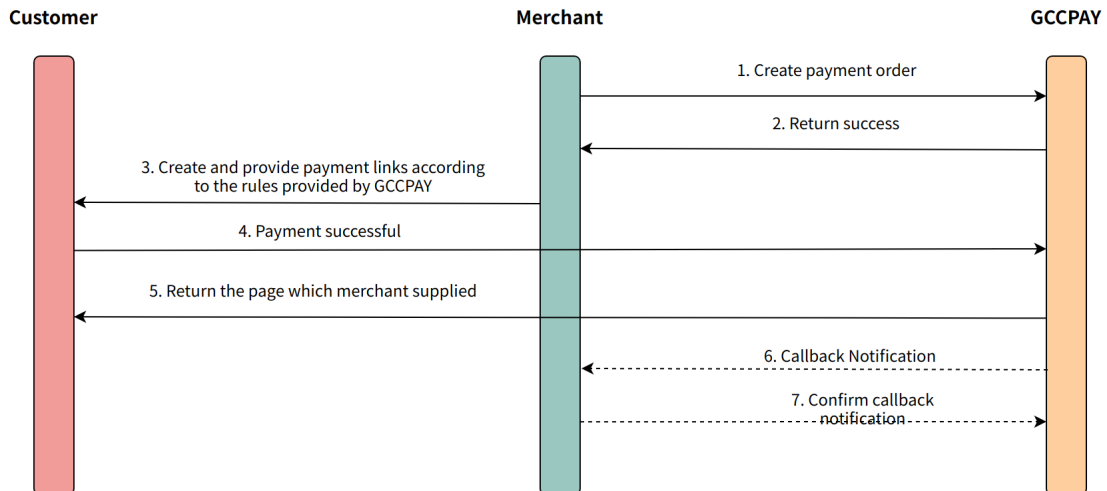 Customer
Merchant
GCCPAY
1. Create payment order
2. Return success
3. Create and provide payment links according
to the rules provided by GCCPAY
4. Payment successful
5. Return the page which merchant supplied
6. Callback Notification
7. Confirm callback
notification